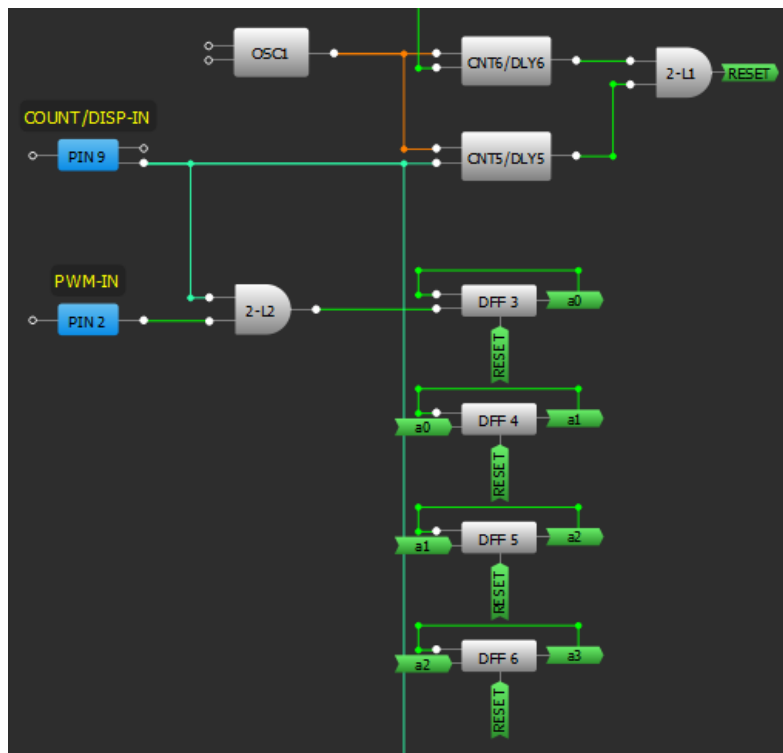 OSC1
CNT6/DLY6
2-L1
RESET
COUNT/DISP-IN
PIN 9
CNT5/DLY5
PWM-IN
PIN 2
2-L2
DFF 3
a0
RESET
a0
DFF 4
a1
RESET
a1
DFF 5
a2
RESET
a2
DFF 6
a3
RESET